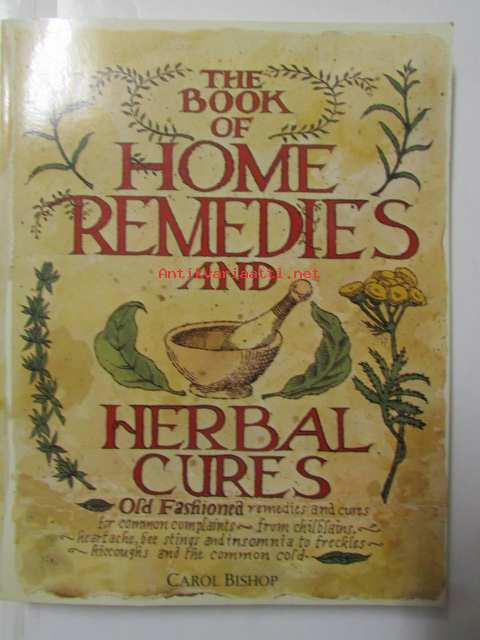 THE
BOOK
OF
HOME
REMEDIES
Antikvariaatti.net
AND
HERBAL
CURES
Old Fashioned remedies and cures
for common complaints ~ from chilblains,
heartache, bee stings and insomnia to freckles
hiccoughs and the common cold
CAROL BISHOP